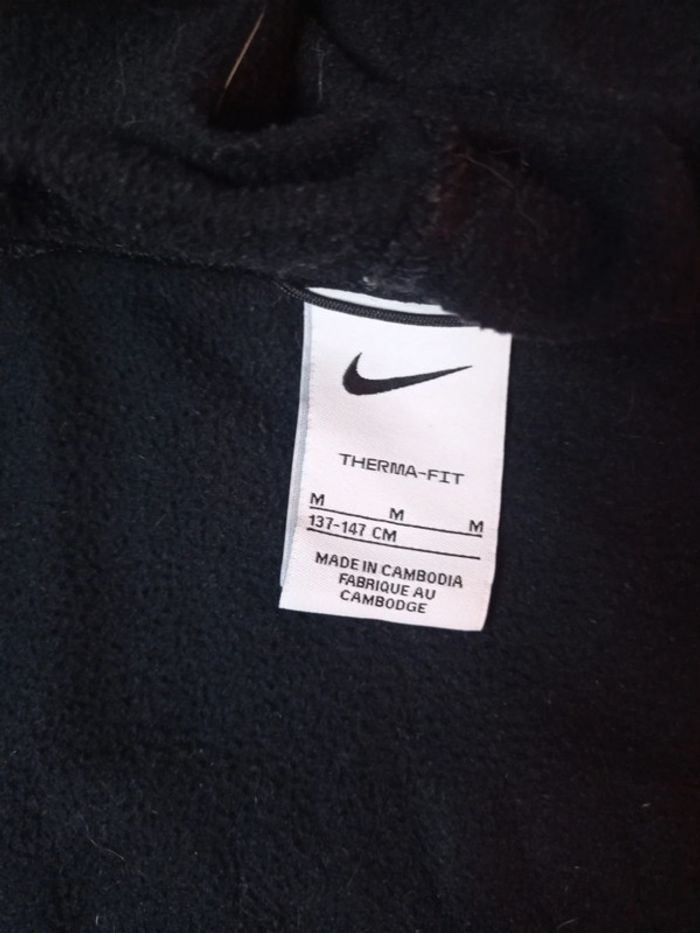 THERMA-FIT
M M M
137-147 CM
MADE IN CAMBODIA
FABRIQUE AU
CAMBODGE